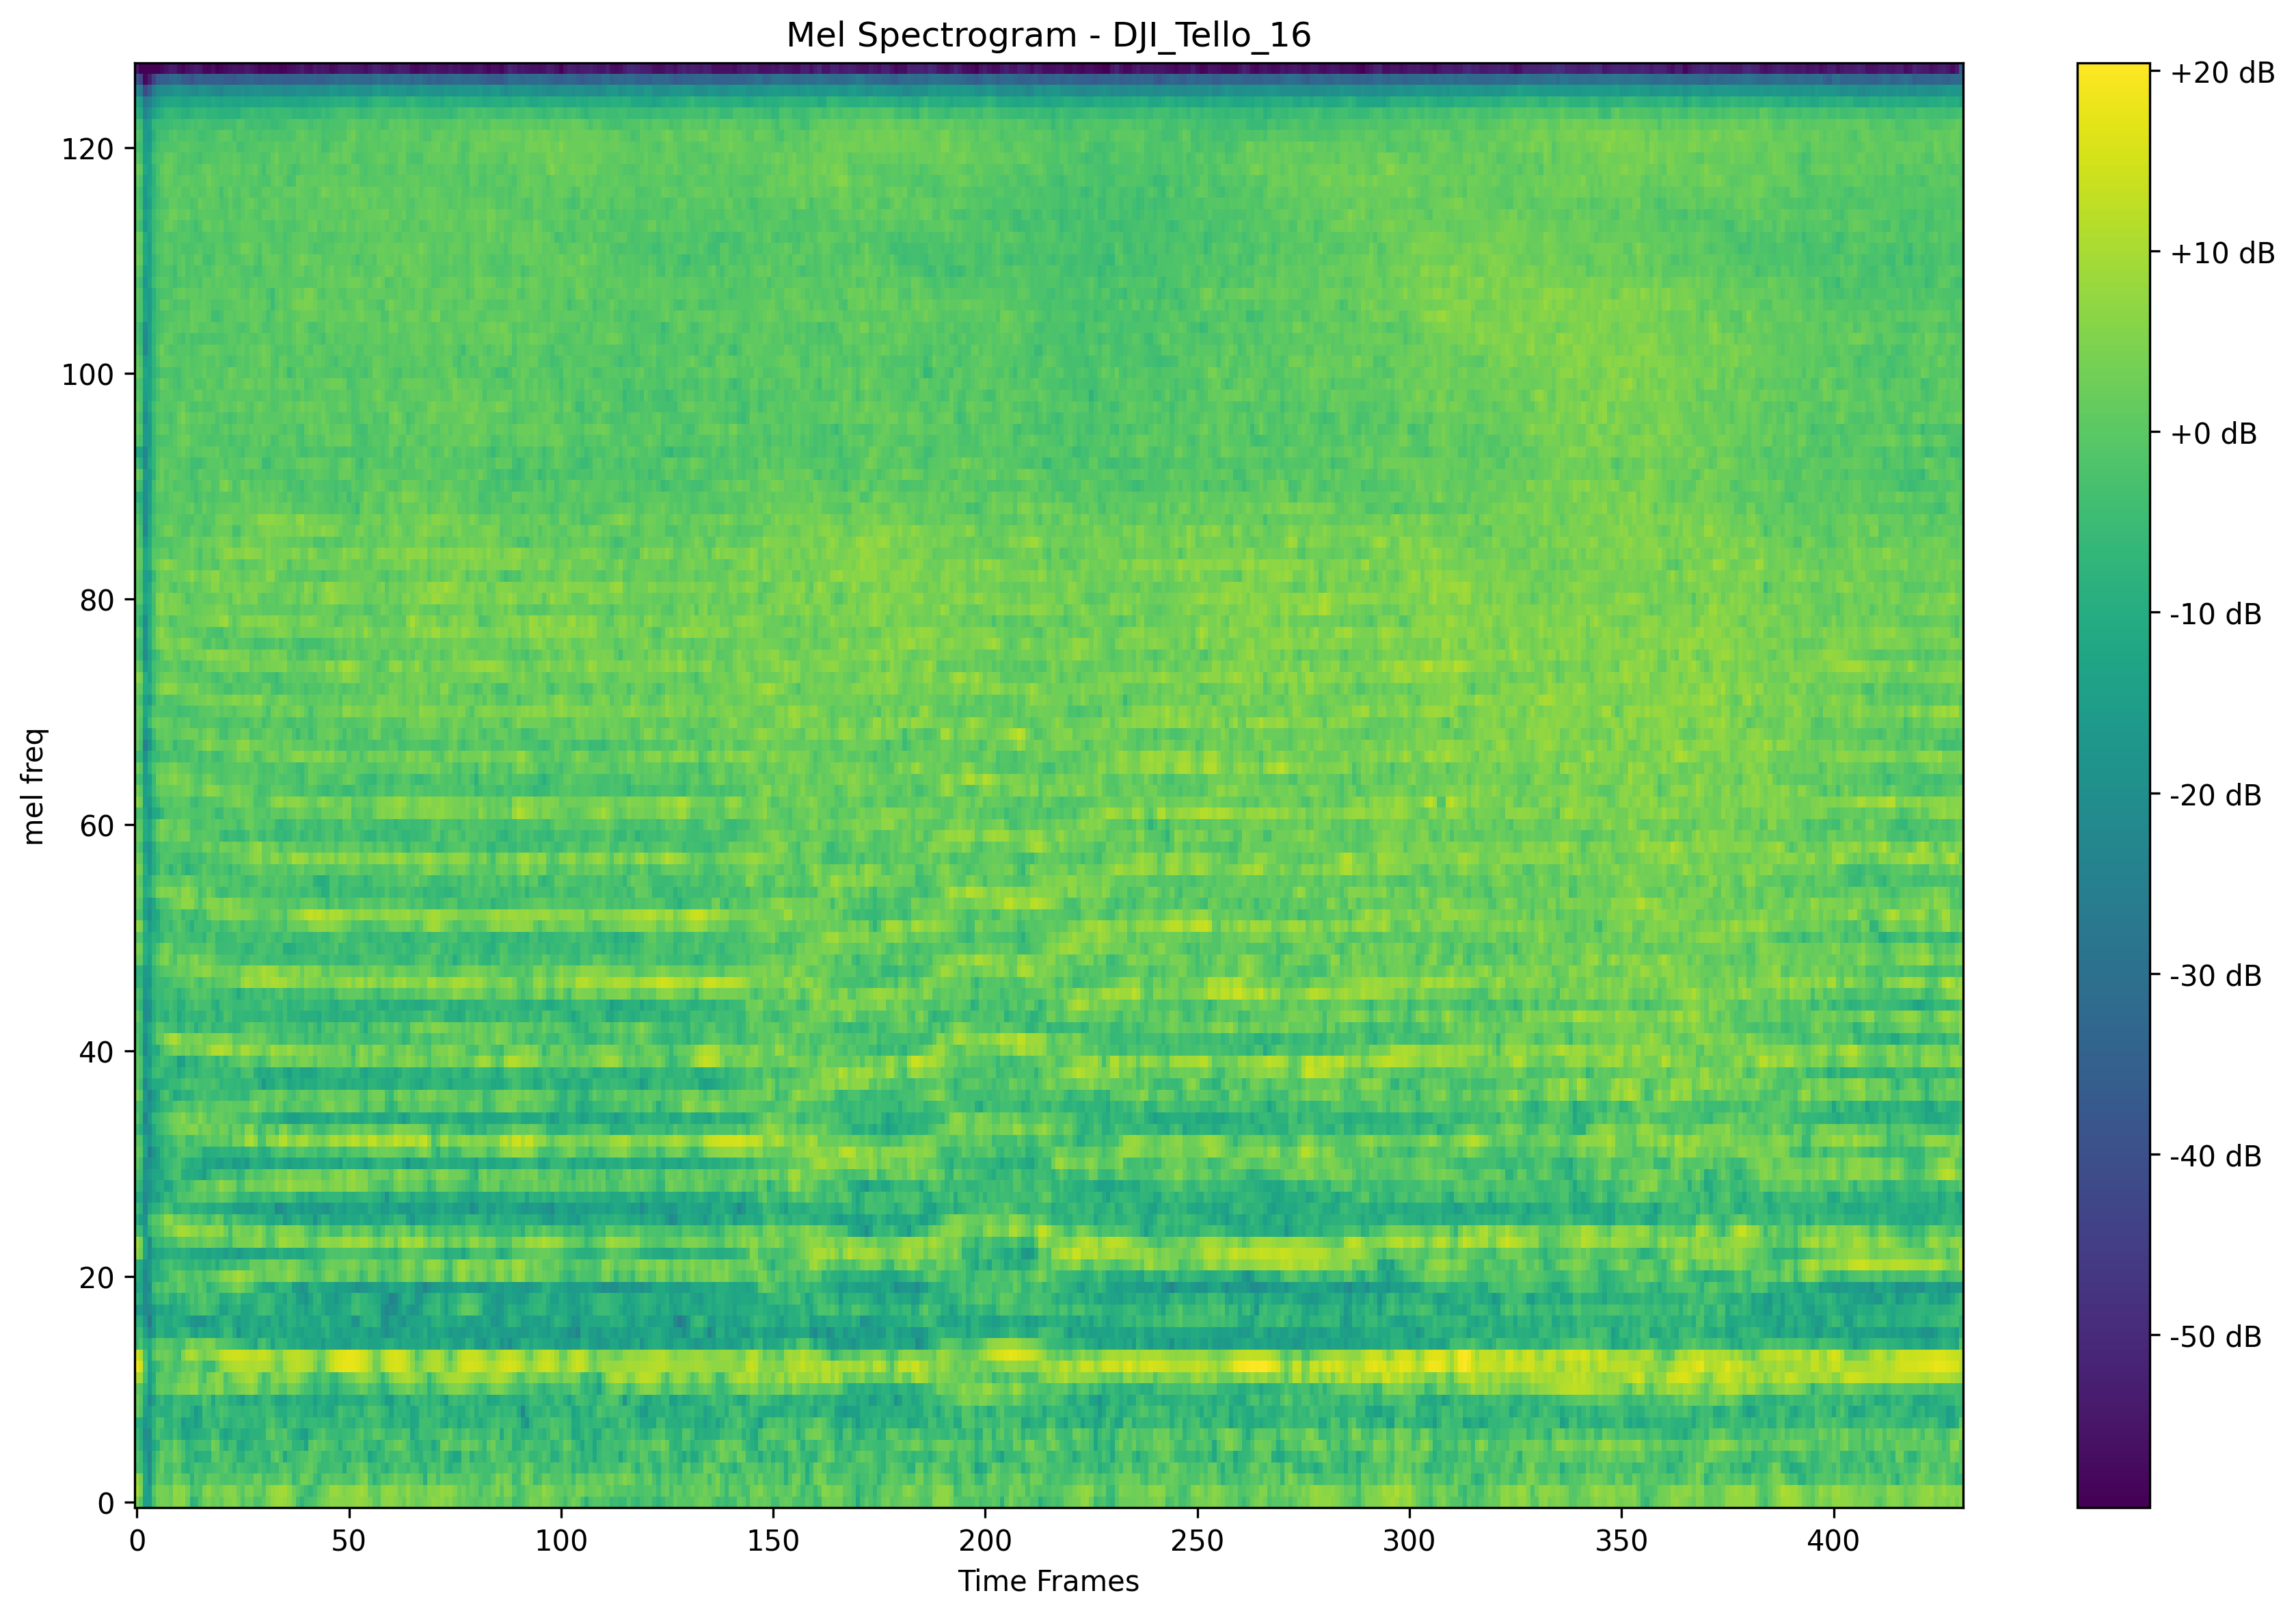 Mel Spectrogram - DJI_Tello_16
mel freq
120
100
80
60
40
20
0
0 50 100 150 200 250 300 350 400
Time Frames
+20 dB
+10 dB
+0 dB
-10 dB
-20 dB
-30 dB
-40 dB
-50 dB